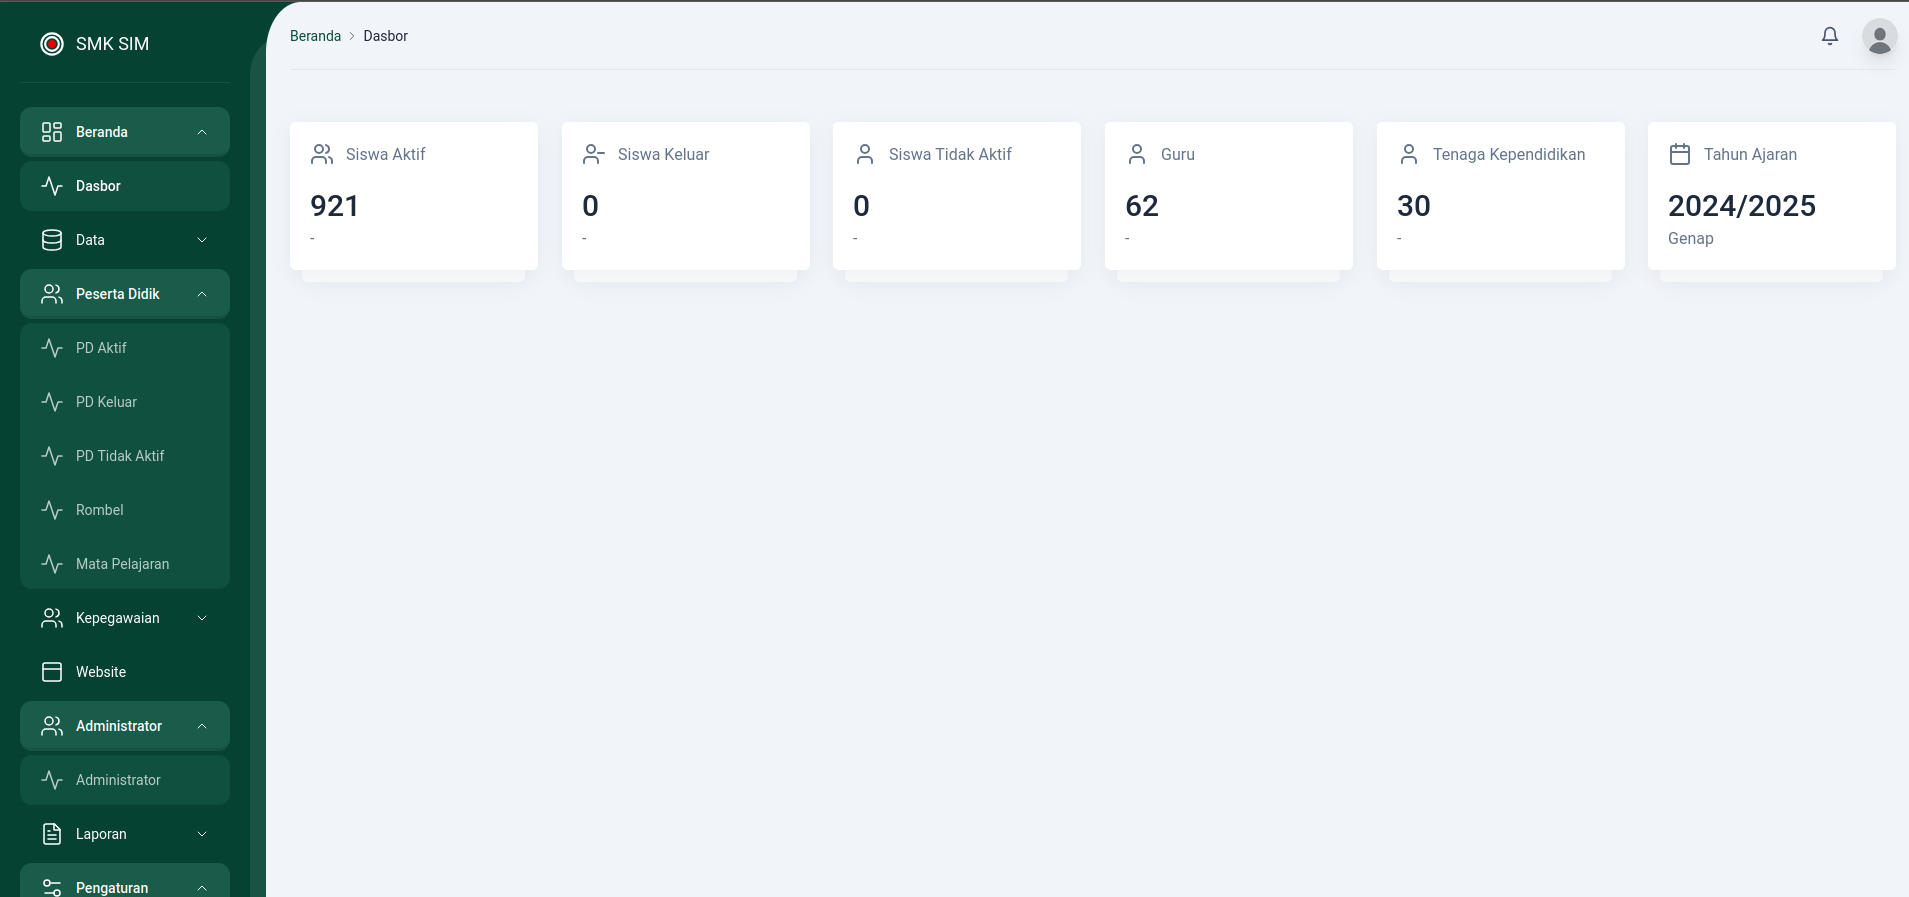 SMK SIM
Beranda
Dasbor
Data
Peserta Didik
PD Aktif
PD Keluar
PD Tidak Aktif
Rombel
Mata Pelajaran
Kepegawaian
Website
Administrator
Administrator
Laporan
Pengaturan
Beranda > Dasbor
Siswa Aktif
921
-
Siswa Keluar
0
-
Siswa Tidak Aktif
0
-
Guru
62
-
Tenaga Kependidikan
30
-
Tahun Ajaran
2024/2025
Genap